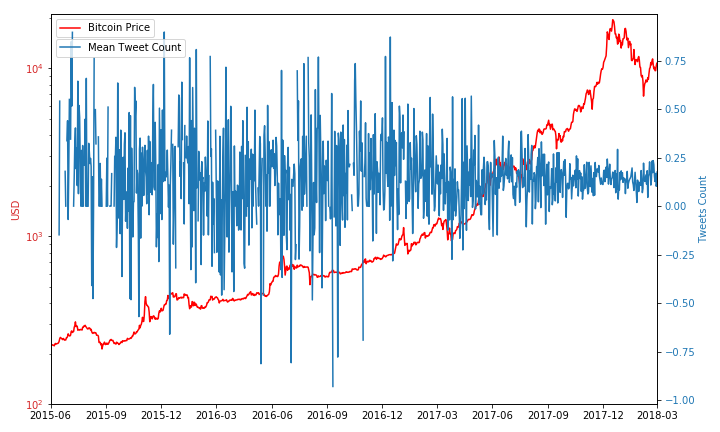 Bitcoin Price
Mean Tweet Count
10^4
10^3
10^2
USD
0.75
0.50
0.25
0.00
−0.25
−0.50
−0.75
−1.00
Tweets Count
2015-06 2015-09 2015-12 2016-03 2016-06 2016-09 2016-12 2017-03 2017-06 2017-09 2017-12 2018-03